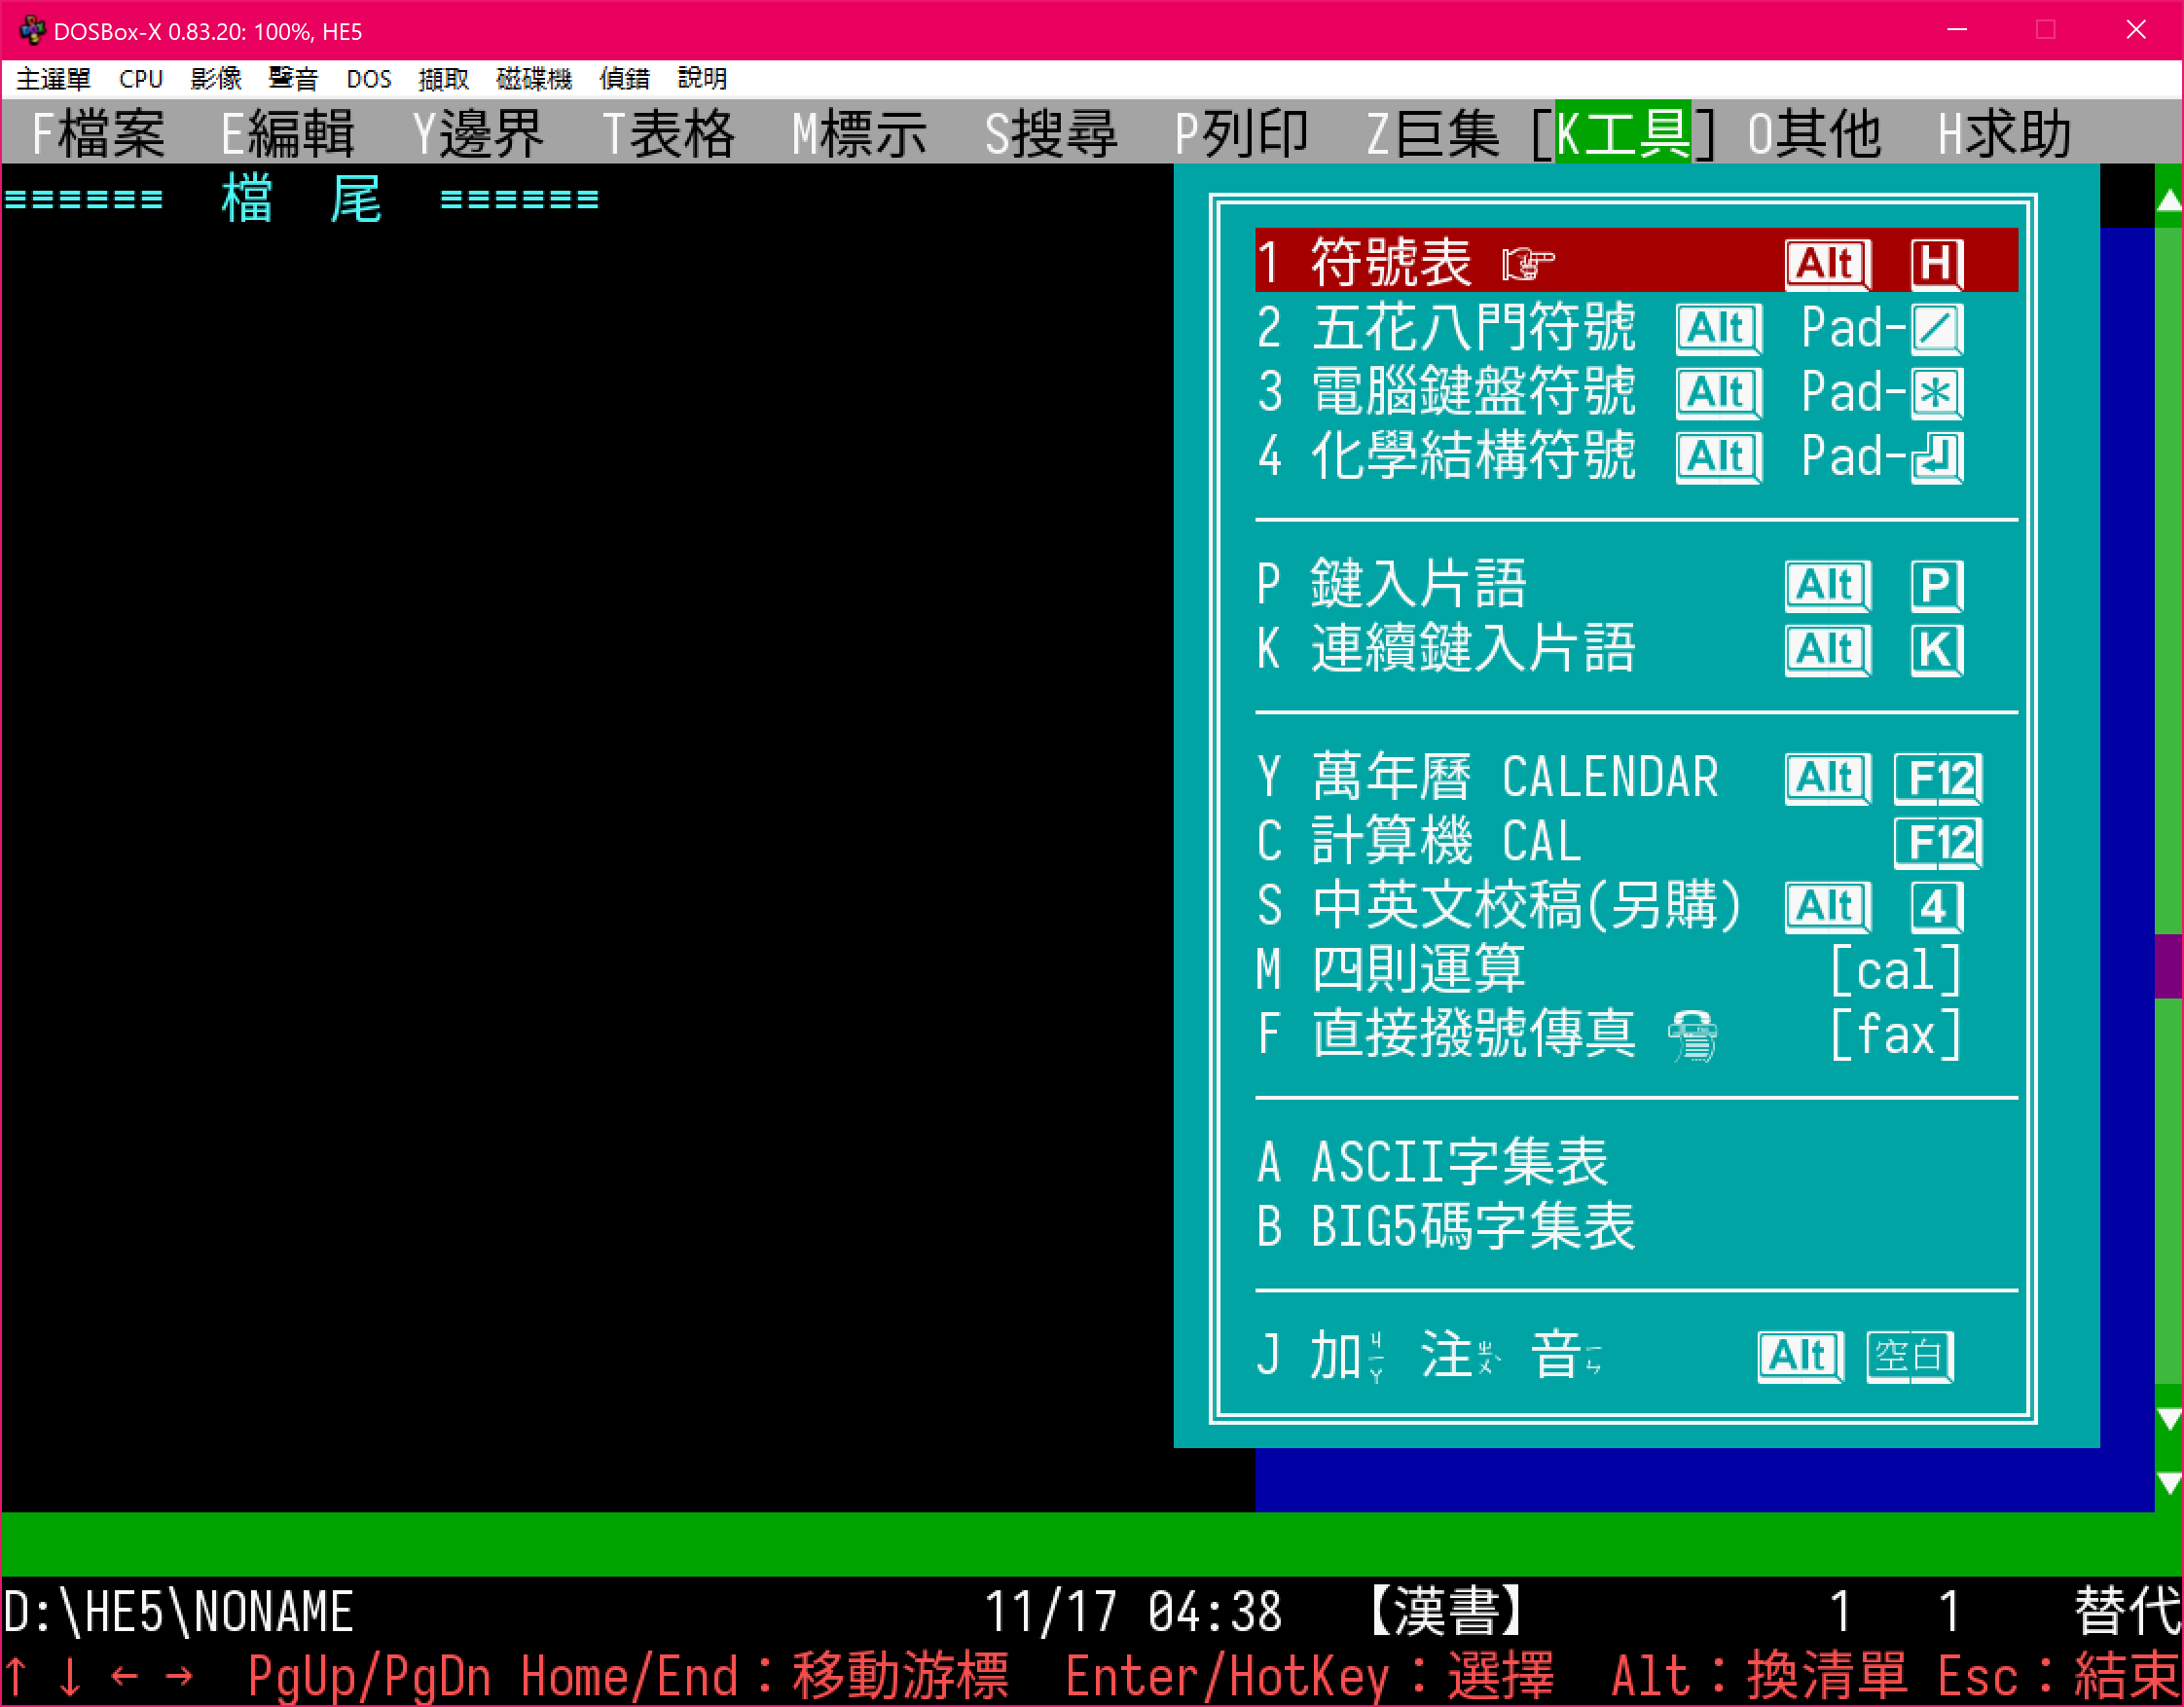 DOSBox-X 0.83.20: 100%, HE5
主選單 CPU 影像 聲音 DOS 擷取 磁碟機 偵錯 說明
F檔案 E編輯 Y邊界 T表格 M標示 S搜尋 P列印 Z巨集 [K工具] O其他 H求助
≡≡≡≡≡≡ 檔 尾 ≡≡≡≡≡≡
1 符號表 ☞ Alt H
2 五花八門符號 Alt Pad-/
3 電腦鍵盤符號 Alt Pad-*
4 化學結構符號 Alt Pad-↵
P 鍵入片語 Alt P
K 連續鍵入片語 Alt K
Y 萬年曆 CALENDAR Alt F12
C 計算機 CAL F12
S 中英文校稿(另購) Alt 4
M 四則運算 [cal]
F 直接撥號傳真 [fax]
A ASCII字集表
B BIG5碼字集表
J 加ㄐㄧㄚ 注ㄓㄨˋ 音ㄧㄣ Alt 空白
D:\HE5\NONAME 11/17 04:38 【漢書】 1 1 替代
↑ ↓ ← → PgUp/PgDn Home/End：移動游標 Enter/HotKey：選擇 Alt：換清單 Esc：結束